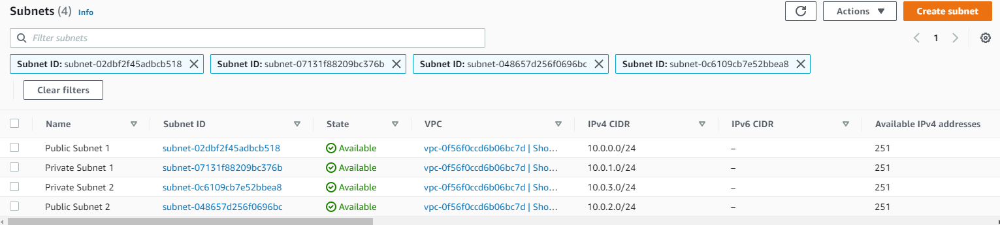 Subnets (4) Info
Actions Create subnet
Filter subnets
1
Subnet ID: subnet-02dbf2f45adbcb518 Subnet ID: subnet-07131f88209bc376b Subnet ID: subnet-048657d256f0696bc Subnet ID: subnet-0c6109cb7e52bbea8
Clear filters
Name Subnet ID State VPC IPv4 CIDR IPv6 CIDR Available IPv4 addresses
Public Subnet 1 subnet-02dbf2f45adbcb518 Available vpc-0f56f0ccd6b06bc7d | Sho... 10.0.0.0/24 – 251
Private Subnet 1 subnet-07131f88209bc376b Available vpc-0f56f0ccd6b06bc7d | Sho... 10.0.1.0/24 – 251
Private Subnet 2 subnet-0c6109cb7e52bbea8 Available vpc-0f56f0ccd6b06bc7d | Sho... 10.0.3.0/24 – 251
Public Subnet 2 subnet-048657d256f0696bc Available vpc-0f56f0ccd6b06bc7d | Sho... 10.0.2.0/24 – 251